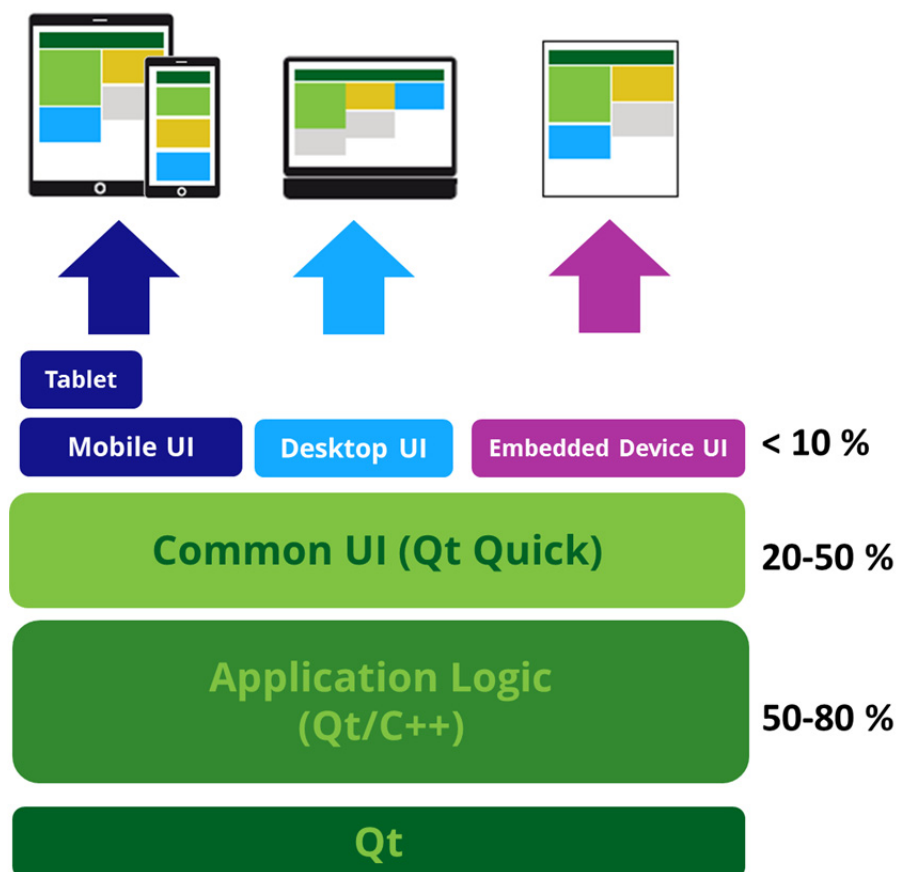 Tablet
Mobile UI
Desktop UI
Embedded Device UI
< 10 %
Common UI (Qt Quick)
20-50 %
Application Logic
(Qt/C++)
50-80 %
Qt